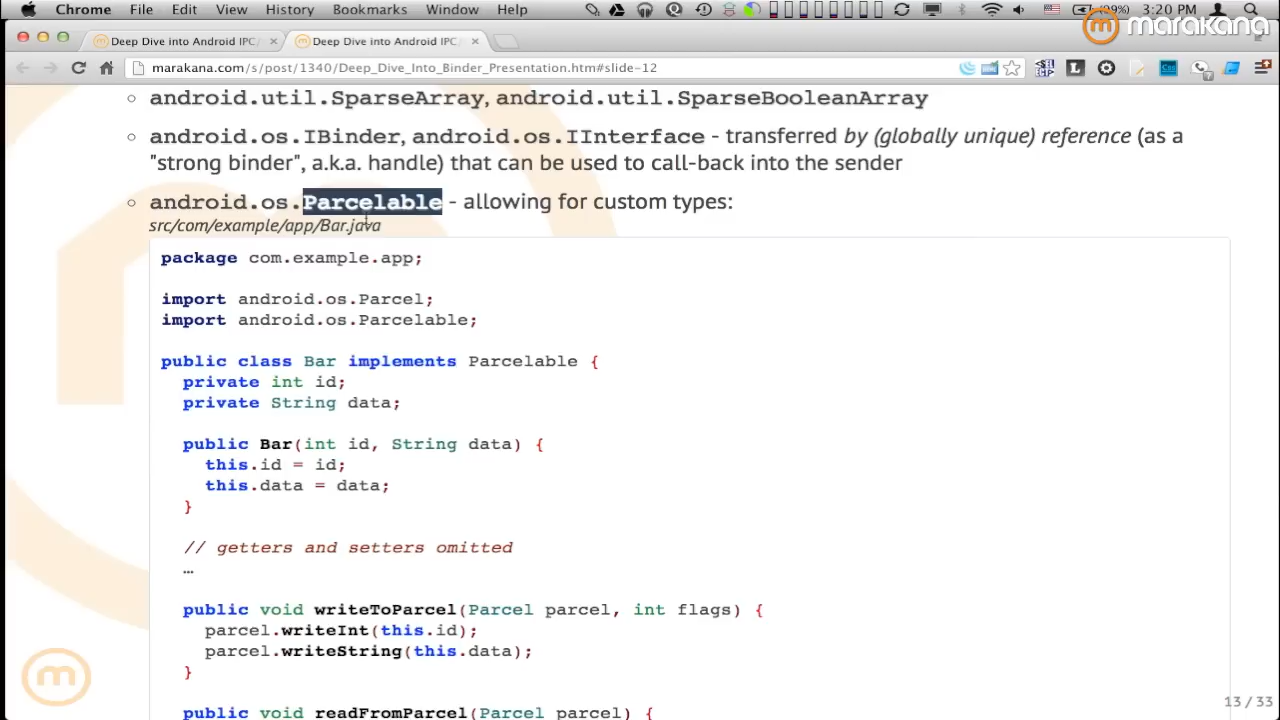 Chrome File Edit View History Bookmarks Window Help (99%) 3:20 PM
marakana
Deep Dive into Android IPC/ × Deep Dive into Android IPC/ ×
marakana.com/s/post/1340/Deep_Dive_Into_Binder_Presentation.htm#slide-12
android.util.SparseArray, android.util.SparseBooleanArray
android.os.IBinder, android.os.IInterface - transferred by (globally unique) reference (as a
"strong binder", a.k.a. handle) that can be used to call-back into the sender
android.os.Parcelable - allowing for custom types:
src/com/example/app/Bar.java
package com.example.app;
import android.os.Parcel;
import android.os.Parcelable;
public class Bar implements Parcelable {
private int id;
private String data;
public Bar(int id, String data) {
this.id = id;
this.data = data;
}
// getters and setters omitted
…
public void writeToParcel(Parcel parcel, int flags) {
parcel.writeInt(this.id);
parcel.writeString(this.data);
}
public void readFromParcel(Parcel parcel) {
13 / 33